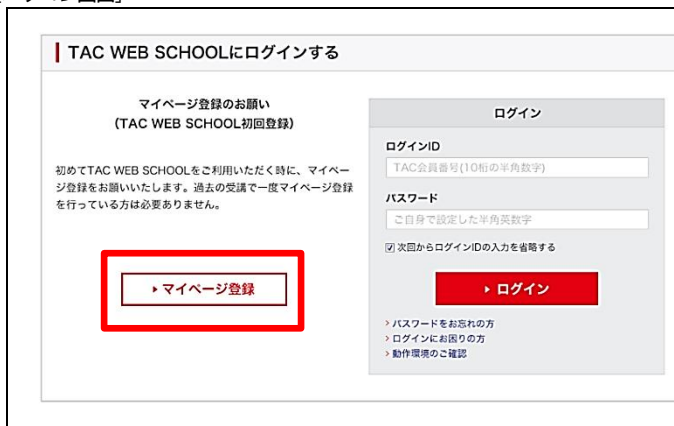 TAC WEB SCHOOLにログインする
マイページ登録のお願い
(TAC WEB SCHOOL初回登録)
初めてTAC WEB SCHOOLをご利用いただく時に、マイペー
ジ登録をお願いいたします。過去の受講で一度マイページ登録
を行っている方は必要ありません。
マイページ登録
ログイン
ログインID
TAC会員番号(10桁の半角数字)
パスワード
ご自身で設定した半角英数字
次回からログインIDの入力を省略する
ログイン
パスワードをお忘れの方
ログインにお困りの方
動作環境のご確認